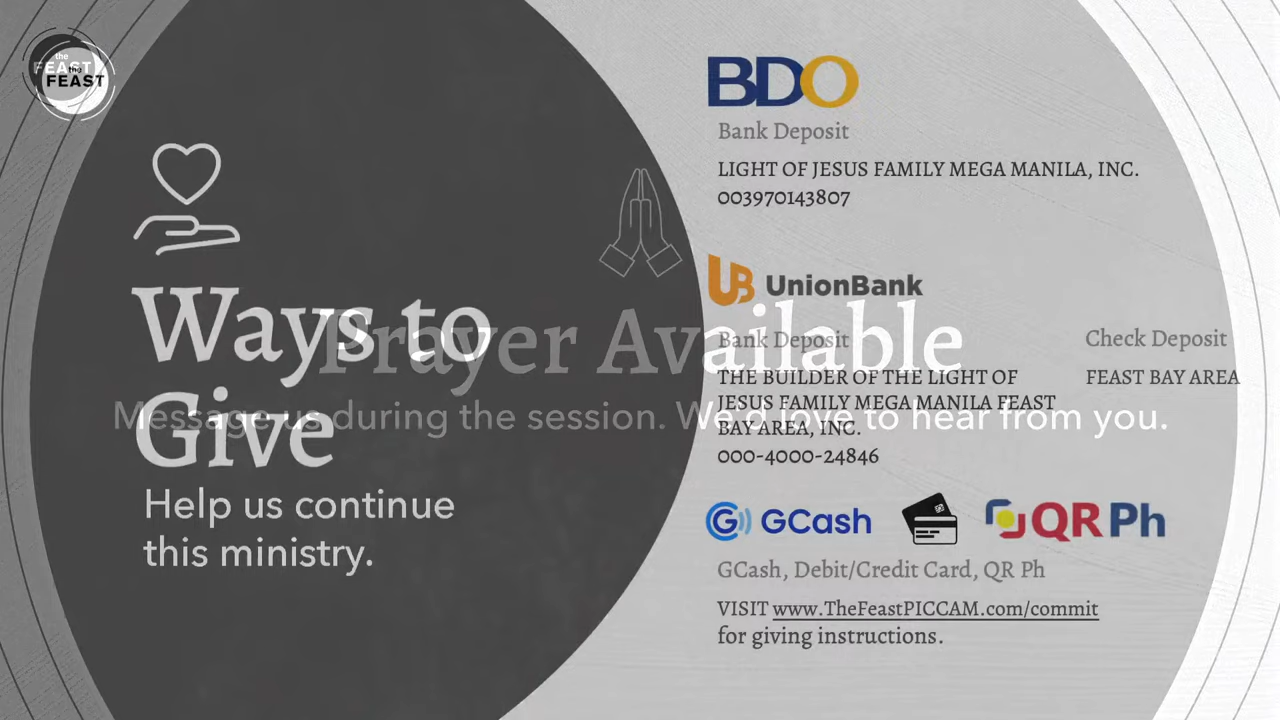 the
FEAST
the
FEAST
Ways to
Give
Help us continue
this ministry.
Prayer Available
Message us during the session. We'd love to hear from you.
BDO
Bank Deposit
LIGHT OF JESUS FAMILY MEGA MANILA, INC.
003970143807
UB UnionBank
Bank Deposit
THE BUILDER OF THE LIGHT OF
JESUS FAMILY MEGA MANILA FEAST
BAY AREA, INC.
000-4000-24846
Check Deposit
FEAST BAY AREA
G GCash
QR Ph
GCash, Debit/Credit Card, QR Ph
VISIT www.TheFeastPICCAM.com/commit
for giving instructions.